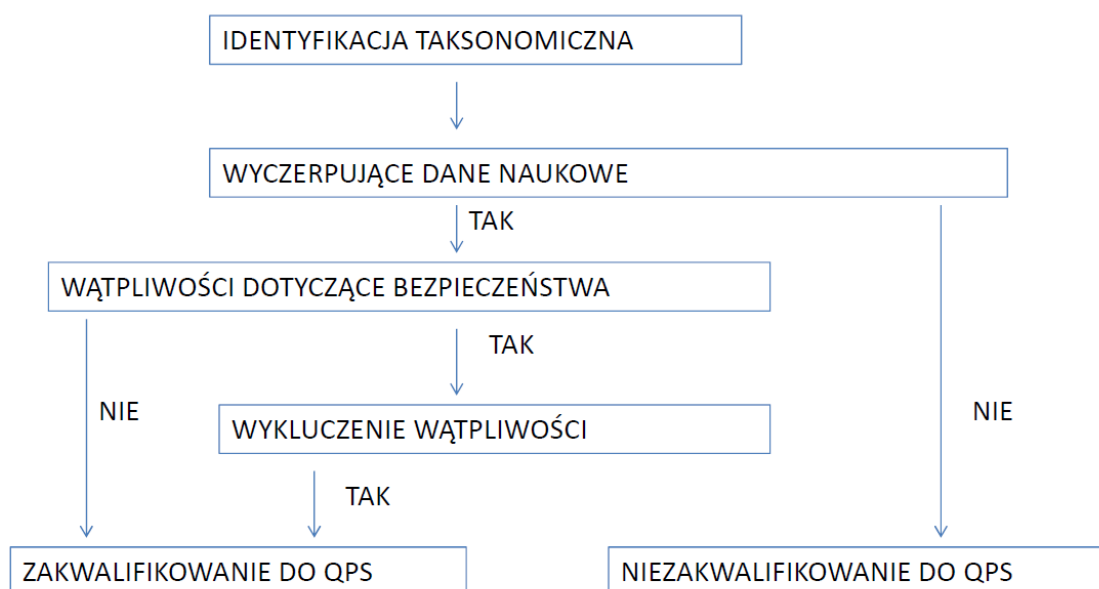 IDENTYFIKACJA TAKSONOMICZNA
WYCZERPUJĄCE DANE NAUKOWE
TAK
WĄTPLIWOŚCI DOTYCZĄCE BEZPIECZEŃSTWA
TAK
NIE
NIE
WYKLUCZENIE WĄTPLIWOŚCI
TAK
ZAKWALIFIKOWANIE DO QPS
NIEZAKWALIFIKOWANIE DO QPS